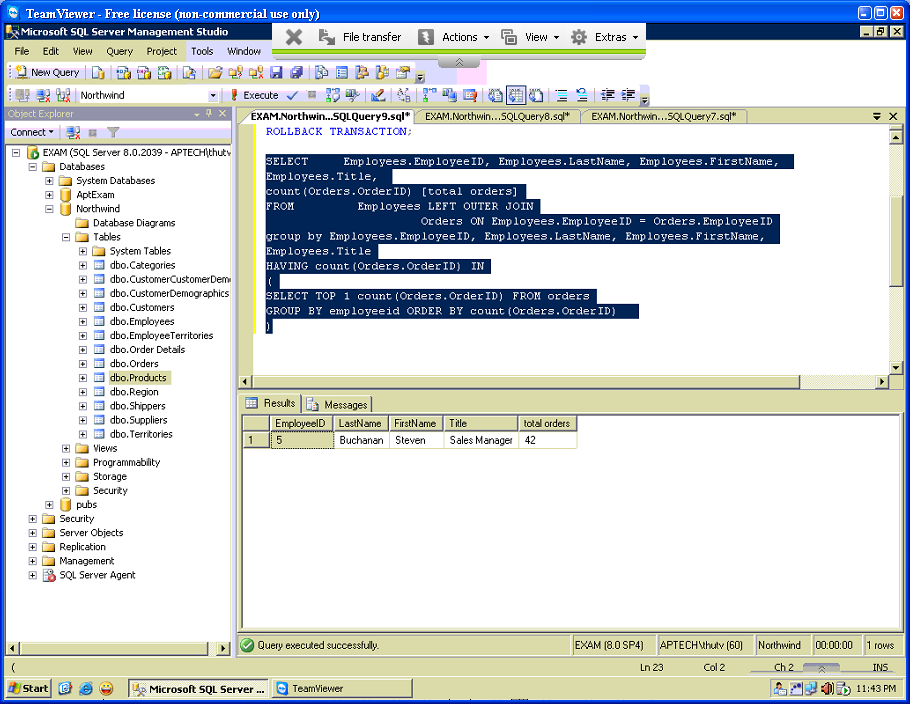 TeamViewer - Free license (non-commercial use only)
Microsoft SQL Server Management Studio
File transfer Actions View Extras
File Edit View Query Project Tools Window
New Query
Northwind Execute
Object Explorer
Connect
EXAM (SQL Server 8.0.2039 - APTECH\thutv
Databases
System Databases
AptExam
Northwind
Database Diagrams
Tables
System Tables
dbo.Categories
dbo.CustomerCustomerDem
dbo.CustomerDemographics
dbo.Customers
dbo.Employees
dbo.EmployeeTerritories
dbo.Order Details
dbo.Orders
dbo.Products
dbo.Region
dbo.Shippers
dbo.Suppliers
dbo.Territories
Views
Programmability
Storage
Security
pubs
Security
Server Objects
Replication
Management
SQL Server Agent
EXAM.Northwin...SQLQuery9.sql* EXAM.Northwin...SQLQuery8.sql* EXAM.Northwin...SQLQuery7.sql*
ROLLBACK TRANSACTION;
SELECT Employees.EmployeeID, Employees.LastName, Employees.FirstName,
Employees.Title,
count(Orders.OrderID) [total orders]
FROM Employees LEFT OUTER JOIN
Orders ON Employees.EmployeeID = Orders.EmployeeID
group by Employees.EmployeeID, Employees.LastName, Employees.FirstName,
Employees.Title
HAVING count(Orders.OrderID) IN
(
SELECT TOP 1 count(Orders.OrderID) FROM orders
GROUP BY employeeid ORDER BY count(Orders.OrderID)
)
Results Messages
EmployeeID LastName FirstName Title total orders
1 5 Buchanan Steven Sales Manager 42
Query executed successfully. EXAM (8.0 SP4) APTECH\thutv (60) Northwind 00:00:00 1 rows
( Ln 23 Col 2 Ch 2 INS
Start Microsoft SQL Server ... TeamViewer 11:43 PM